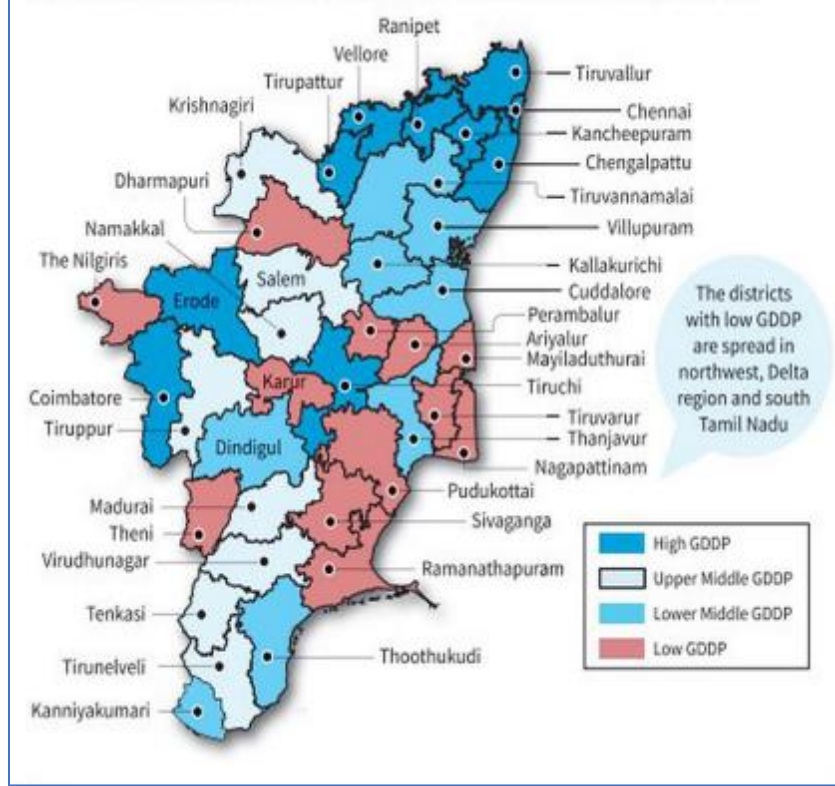 Ranipet
Vellore
Tirupattur
Krishnagiri
Dharmapuri
Namakkal
The Nilgiris
Salem
Erode
Karur
Coimbatore
Tiruppur
Dindigul
Madurai
Theni
Virudhunagar
Tenkasi
Tirunelveli
Kanniyakumari
Tiruvallur
Chennai
Kancheepuram
Chengalpattu
Tiruvannamalai
Villupuram
Kallakurichi
Cuddalore
Perambalur
Ariyalur
Mayiladuthurai
Tiruchi
Tiruvarur
Thanjavur
Nagapattinam
Pudukottai
Sivaganga
Ramanathapuram
Thoothukudi
The districts
with low GDDP
are spread in
northwest, Delta
region and south
Tamil Nadu
High GDDP
Upper Middle GDDP
Lower Middle GDDP
Low GDDP